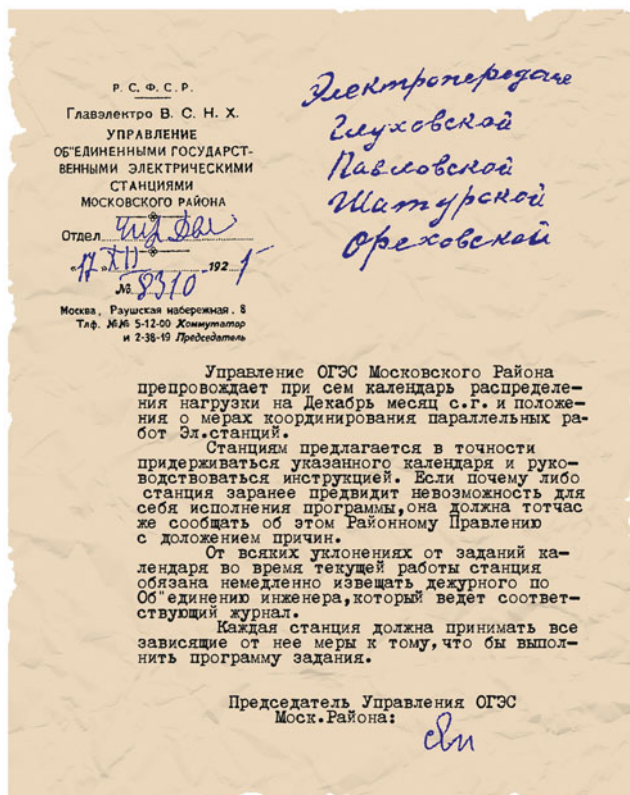 Р. С. Ф. С. Р.
Главэлектро В. С. Н. Х.
УПРАВЛЕНИЕ
ОБ"ЕДИНЕННЫМИ ГОСУДАРСТ-
ВЕННЫМИ ЭЛЕКТРИЧЕСКИМИ
СТАНЦИЯМИ
МОСКОВСКОГО РАЙОНА
Отдел
"17" XII 1921
№ 8310
Москва, Раушская набережная, 8
Тлф. №№ 5-12-00 Коммутатор
и 2-38-19 Председатель
Электропередаче
Глуховской
Павловской
Шатурской
Ореховской
Управление ОГЭС Московского Района
препровождает при сем календарь распределе-
ния нагрузки на Декабрь месяц с.г. и положе-
ния о мерах координирования параллельных ра-
бот Эл.станций.
Станциям предлагается в точности
придерживаться указанного календаря и руко-
водствоваться инструкцией. Если почему либо
станция заранее предвидит невозможность для
себя исполнения программы,она должна тотчас
же сообщать об этом Районному Правлению
с доложением причин.
От всяких уклонениях от заданий ка-
лендаря во время текущей работы станция
обязана немедленно извещать дежурного по
Об"единению инженера,который ведет соответ-
ствующий журнал.
Каждая станция должна принимать все
зависящие от нее меры к тому,что бы выпол-
нить программу задания.
Председатель Управления ОГЭС
Моск.Района: